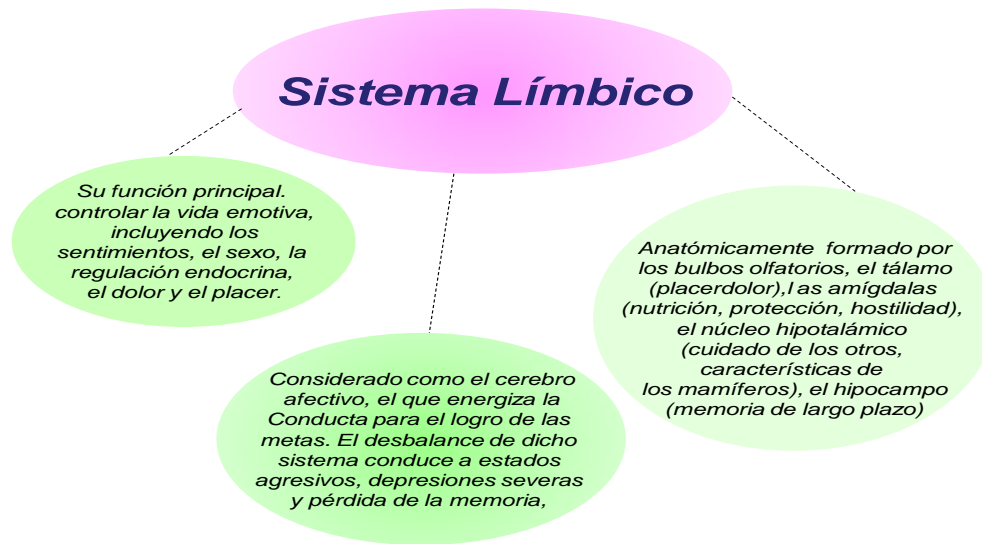 Sistema Límbico
Su función principal.
controlar la vida emotiva,
incluyendo los
sentimientos, el sexo, la
regulación endocrina,
el dolor y el placer.
Considerado como el cerebro
afectivo, el que energiza la
Conducta para el logro de las
metas. El desbalance de dicho
sistema conduce a estados
agresivos, depresiones severas
y pérdida de la memoria,
Anatómicamente formado por
los bulbos olfatorios, el tálamo
(placerdolor),l as amígdalas
(nutrición, protección, hostilidad),
el núcleo hipotalámico
(cuidado de los otros,
características de
los mamíferos), el hipocampo
(memoria de largo plazo)